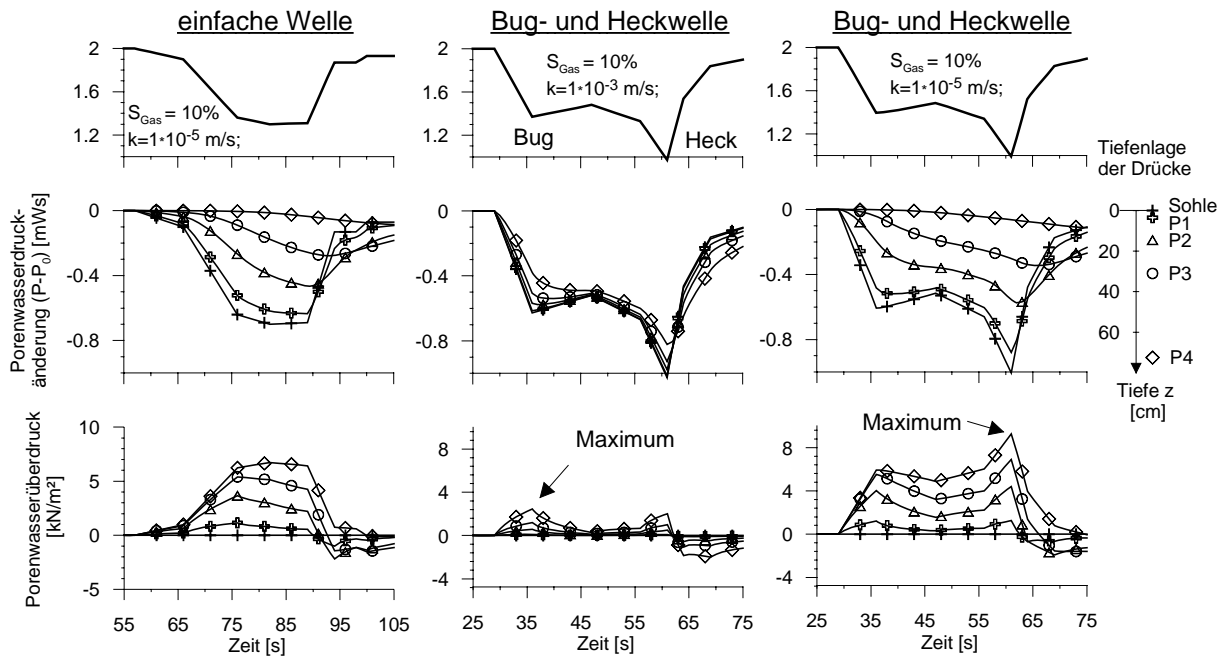 einfache Welle
Bug- und Heckwelle
Bug- und Heckwelle
2
1.6
1.2
S_Gas = 10%
k=1*10^-5 m/s;
2
1.6
1.2
S_Gas = 10%
k=1*10^-3 m/s;
Bug
Heck
2
1.6
1.2
S_Gas = 10%
k=1*10^-5 m/s;
Porenwasserdruck-
änderung (P-P_0) [mWs]
0
-0.4
-0.8
0
-0.4
-0.8
0
-0.4
-0.8
Tiefenlage
der Drücke
0
20
40
60
Sohle
P1
P2
P3
P4
Tiefe z
[cm]
Porenwasserüberdruck
[kN/m²]
10
5
0
-5
Maximum
8
4
0
-4
Maximum
8
4
0
-4
55 65 75 85 95 105
Zeit [s]
25 35 45 55 65 75
Zeit [s]
25 35 45 55 65 75
Zeit [s]